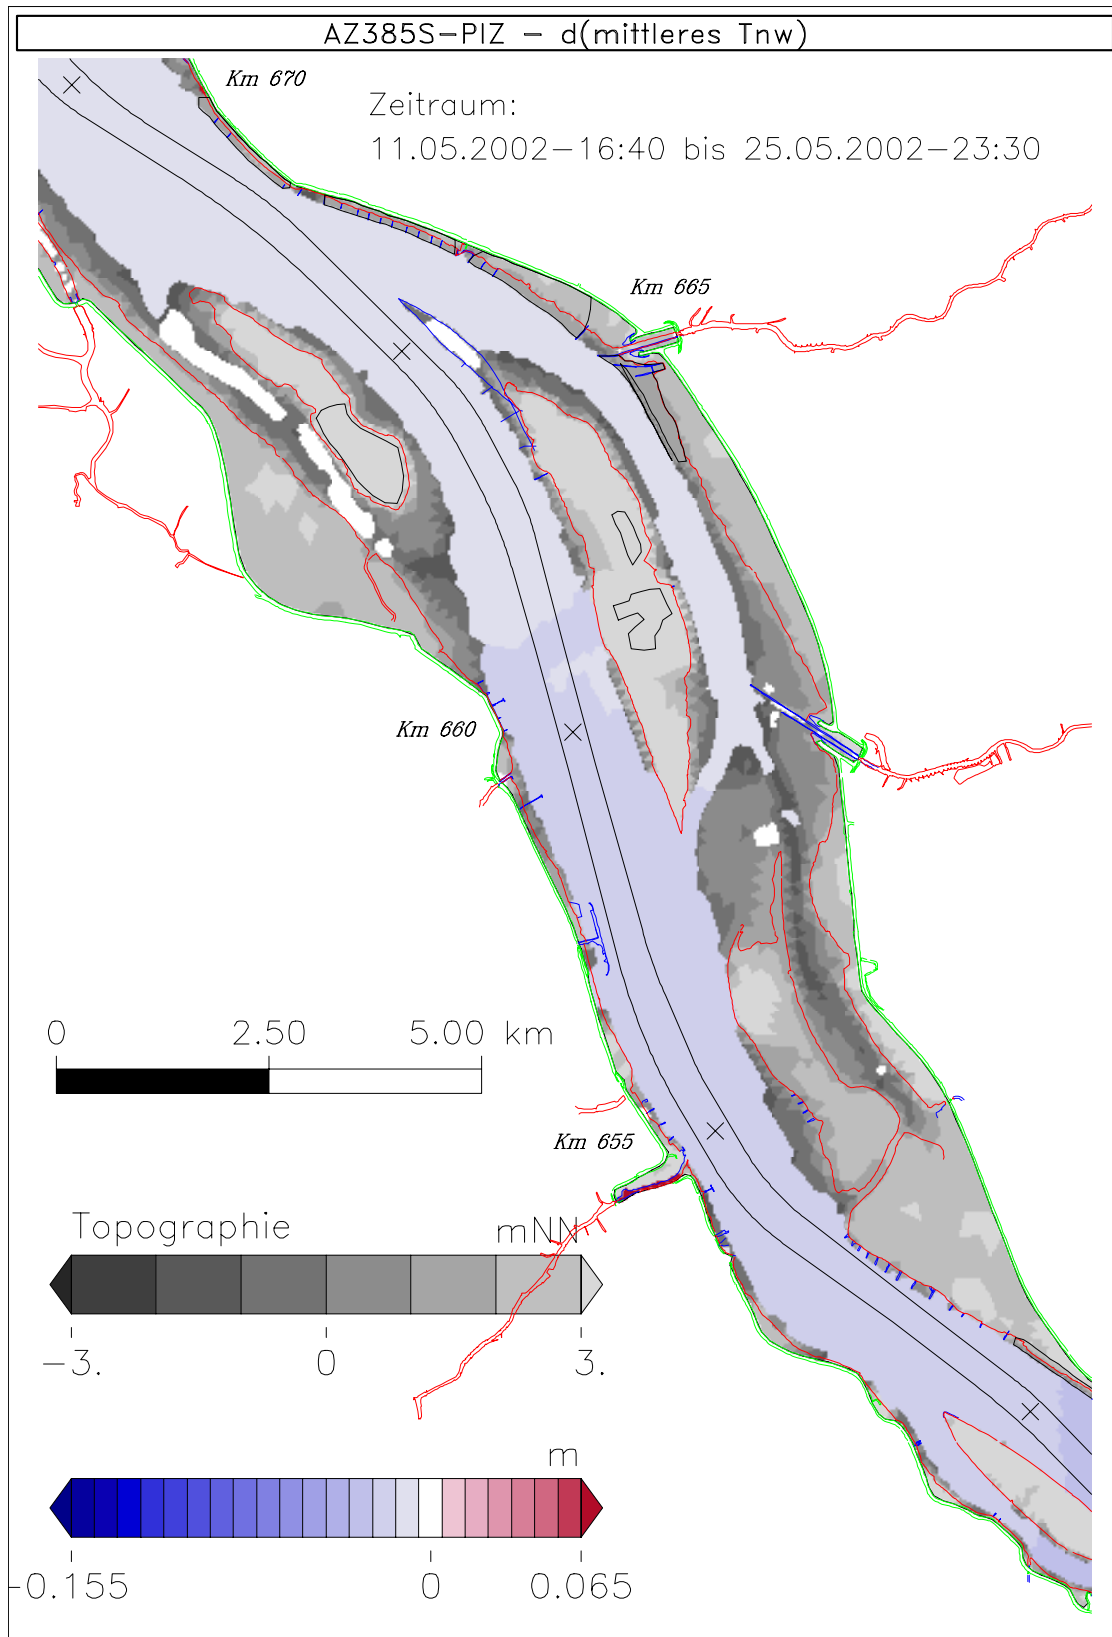 AZ385S-PIZ - d(mittleres Tnw)
Km 670
Zeitraum:
11.05.2002-16:40 bis 25.05.2002-23:30
Km 665
Km 660
0 2.50 5.00 km
Km 655
Topographie mNN
-3. 0 3.
m
-0.155 0 0.065